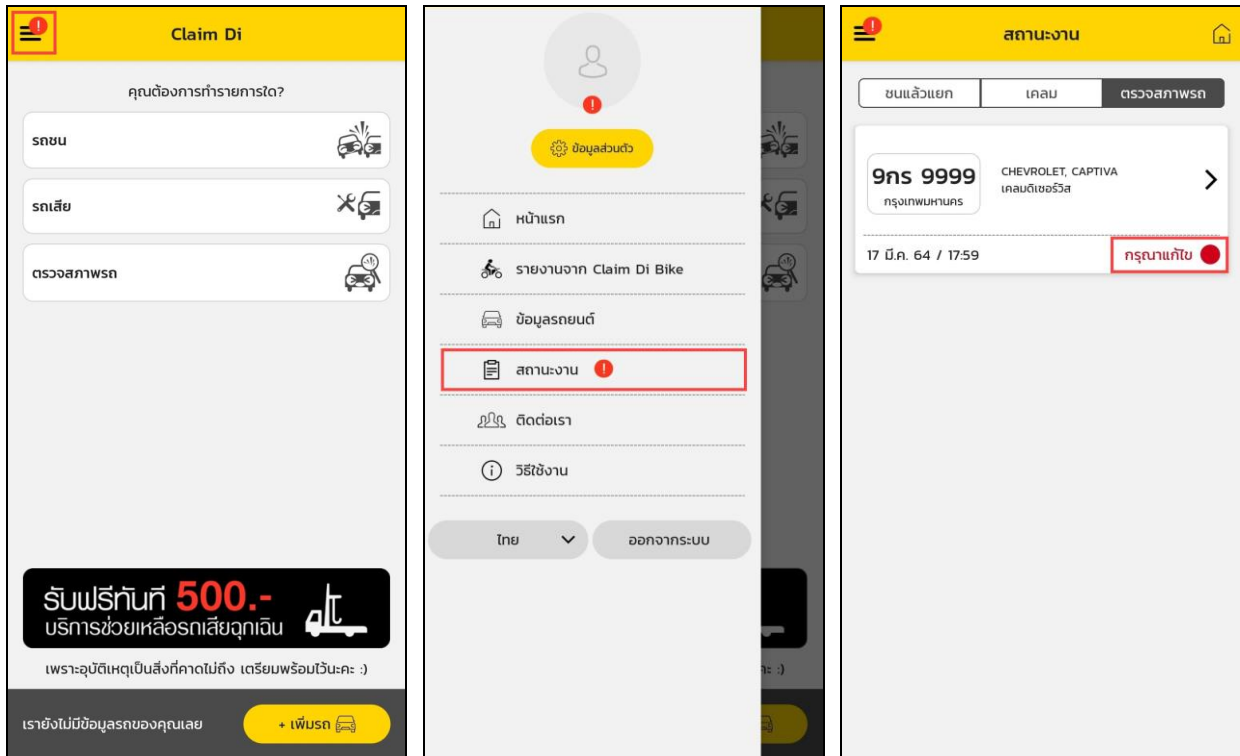 Claim Di
คุณต้องการทำรายการใด?
รถชน
รถเสีย
ตรวจสภาพรถ
รับฟรีทันที 500.-
บริการช่วยเหลือรถเสียฉุกเฉิน
เพราะอุบัติเหตุเป็นสิ่งที่คาดไม่ถึง เตรียมพร้อมไว้นะคะ :)
เรายังไม่มีข้อมูลรถของคุณเลย
+ เพิ่มรถ
ข้อมูลส่วนตัว
หน้าแรก
รายงานจาก Claim Di Bike
ข้อมูลรถยนต์
สถานะงาน
ติดต่อเรา
วิธีใช้งาน
ไทย
ออกจากระบบ
คะ :)
สถานะงาน
ชนแล้วแยก
เคลม
ตรวจสภาพรถ
9กร 9999
กรุงเทพมหานคร
CHEVROLET, CAPTIVA
เคลมดิเซอร์วิส
17 มี.ค. 64 / 17:59
กรุณาแก้ไข